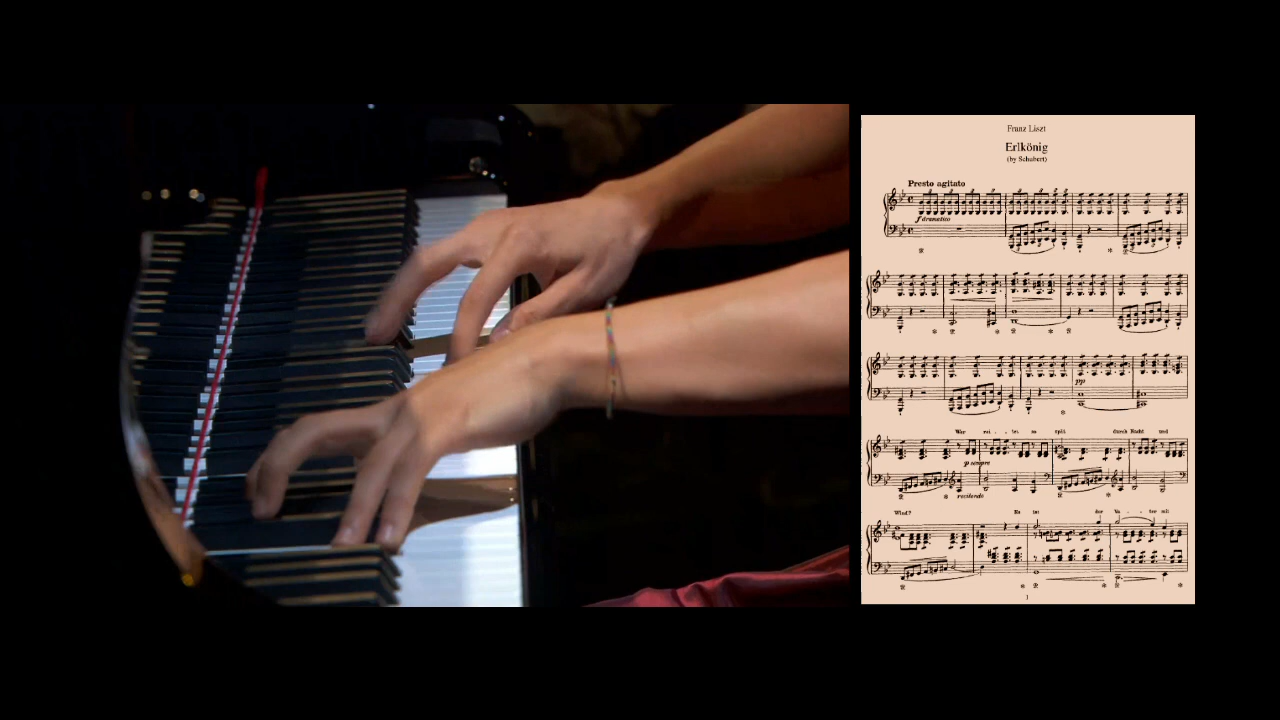 Franz Liszt
Erlkönig
(by Schubert)
Presto agitato
f dramatico
pp
Wer rei - tet so spät durch Nacht und
p sempre
recitando
Wind? Es ist der Va - ter mit
1